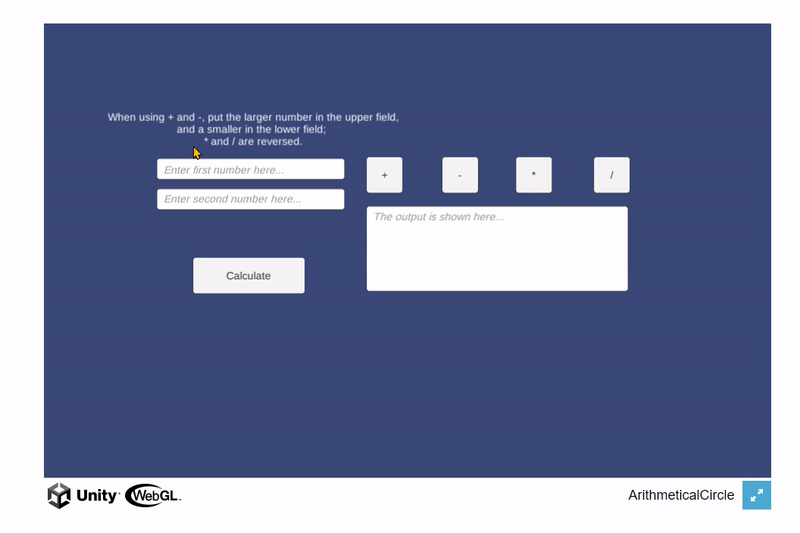 When using + and -, put the larger number in the upper field,
and a smaller in the lower field;
* and / are reversed.
Enter first number here...
+
-
*
/
Enter second number here...
The output is shown here...
Calculate
Unity
WebGL.
ArithmeticalCircle